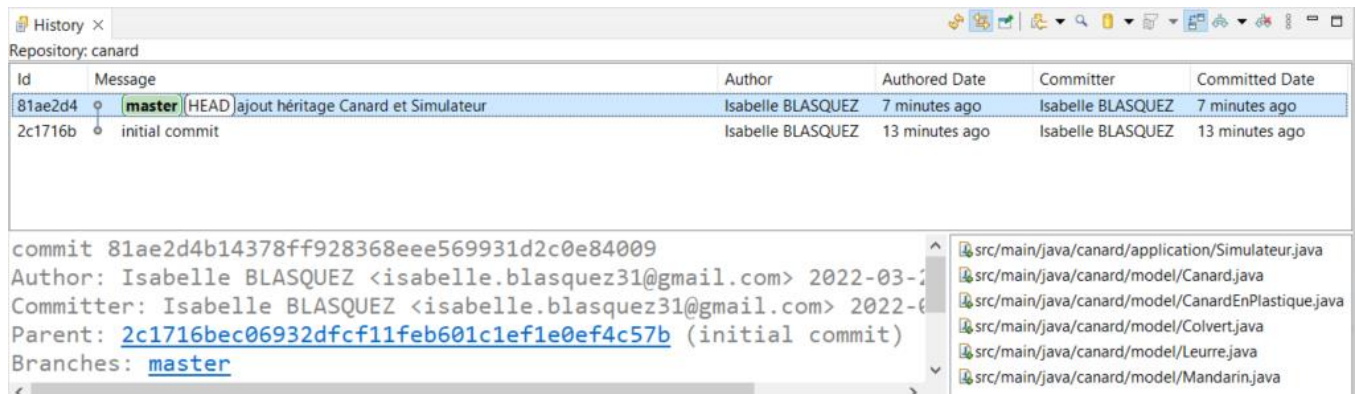 History
Repository: canard
Id Message Author Authored Date Committer Committed Date
81ae2d4 master HEAD ajout héritage Canard et Simulateur Isabelle BLASQUEZ 7 minutes ago Isabelle BLASQUEZ 7 minutes ago
2c1716b initial commit Isabelle BLASQUEZ 13 minutes ago Isabelle BLASQUEZ 13 minutes ago
commit 81ae2d4b14378ff928368eee569931d2c0e84009
Author: Isabelle BLASQUEZ <isabelle.blasquez31@gmail.com> 2022-03-
Committer: Isabelle BLASQUEZ <isabelle.blasquez31@gmail.com> 2022-
Parent: 2c1716bec06932dfcf11feb601c1ef1e0ef4c57b (initial commit)
Branches: master
src/main/java/canard/application/Simulateur.java
src/main/java/canard/model/Canard.java
src/main/java/canard/model/CanardEnPlastique.java
src/main/java/canard/model/Colvert.java
src/main/java/canard/model/Leurre.java
src/main/java/canard/model/Mandarin.java